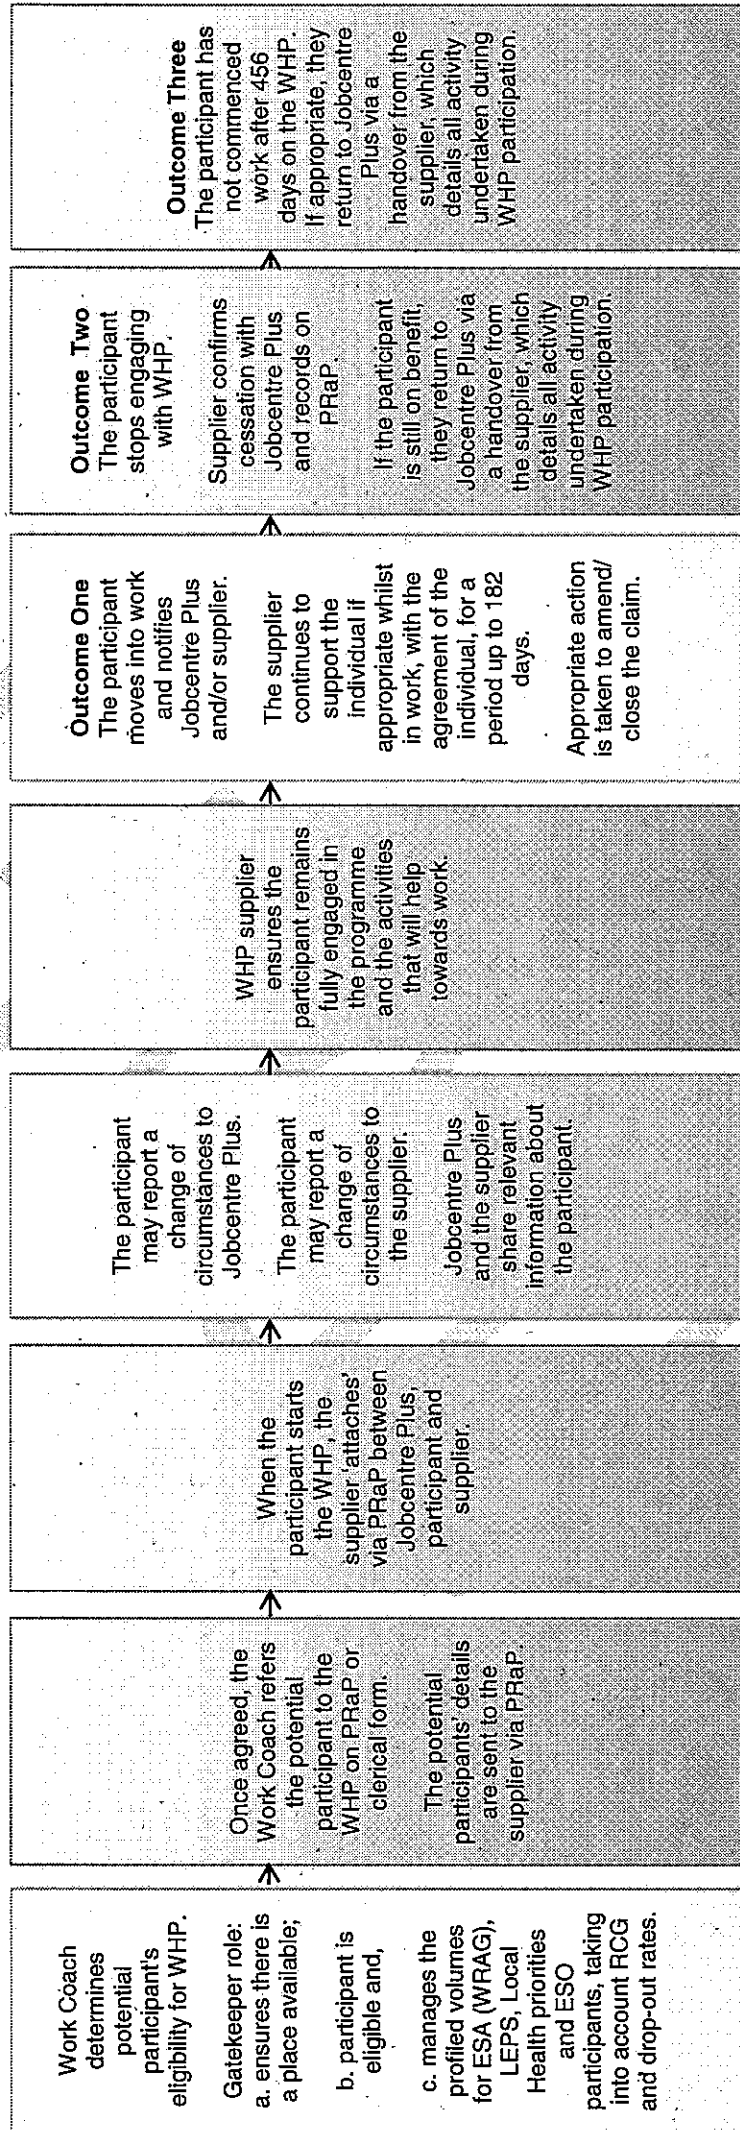 Work Coach
determines
potential
participant's
eligibility for WHP.
Gatekeeper role:
a. ensures there is
a place available;
b. participant is
eligible and,
c. manages the
profiled volumes
for ESA (WRAG),
LEPS, Local
Health priorities
and ESO
participants, taking
into account RCG
and drop-out rates.
Once agreed, the
Work Coach refers
the potential
participant to the
WHP on PRaP or
clerical form.
The potential
participants' details
are sent to the
supplier via PRaP.
When the
participant starts
the WHP, the
supplier 'attaches'
via PRaP between
Jobcentre Plus,
participant and
supplier.
The participant
may report a
change of
circumstances to
Jobcentre Plus.
The participant
may report a
change of
circumstances to
the supplier.
Jobcentre Plus
and the supplier
share relevant
information about
the participant.
WHP supplier
ensures the
participant remains
fully engaged in
the programme
and the activities
that will help
towards work.
Outcome One
The participant
moves into work
and notifies
Jobcentre Plus
and/or supplier.
The supplier
continues to
support the
individual if
appropriate whilst
in work, with the
agreement of the
individual, for a
period up to 182
days.
Appropriate action
is taken to amend/
close the claim.
Outcome Two
The participant
stops engaging
with WHP.
Supplier confirms
cessation with
Jobcentre Plus
and records on
PRaP.
If the participant
is still on benefit,
they return to
Jobcentre Plus via
a handover from
the supplier, which
details all activity
undertaken during
WHP participation.
Outcome Three
The participant has
not commenced
work after 456
days on the WHP.
If appropriate, they
return to Jobcentre
Plus via a
handover from the
supplier, which
details all activity
undertaken during
WHP participation.